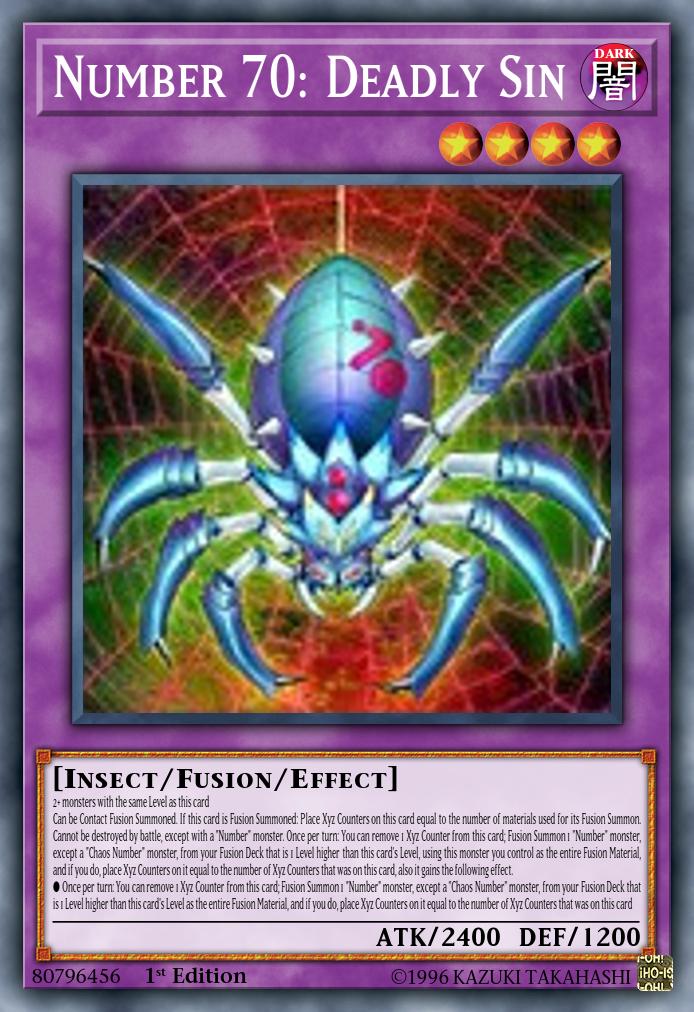 NUMBER 70: DEADLY SIN
DARK
闇
70
[INSECT/FUSION/EFFECT]
2+ monsters with the same Level as this card
Can be Contact Fusion Summoned. If this card is Fusion Summoned: Place Xyz Counters on this card equal to the number of materials used for its Fusion Summon.
Cannot be destroyed by battle, except with a "Number" monster. Once per turn: You can remove 1 Xyz Counter from this card; Fusion Summon 1 "Number" monster,
except a "Chaos Number" monster, from your Fusion Deck that is 1 Level higher than this card's Level, using this monster you control as the entire Fusion Material,
and if you do, place Xyz Counters on it equal to the number of Xyz Counters that was on this card, also it gains the following effect.
● Once per turn: You can remove 1 Xyz Counter from this card; Fusion Summon 1 "Number" monster, except a "Chaos Number" monster, from your Fusion Deck that
is 1 Level higher than this card's Level as the entire Fusion Material, and if you do, place Xyz Counters on it equal to the number of Xyz Counters that was on this card
ATK/2400 DEF/1200
80796456 1st Edition ©1996 KAZUKI TAKAHASHI